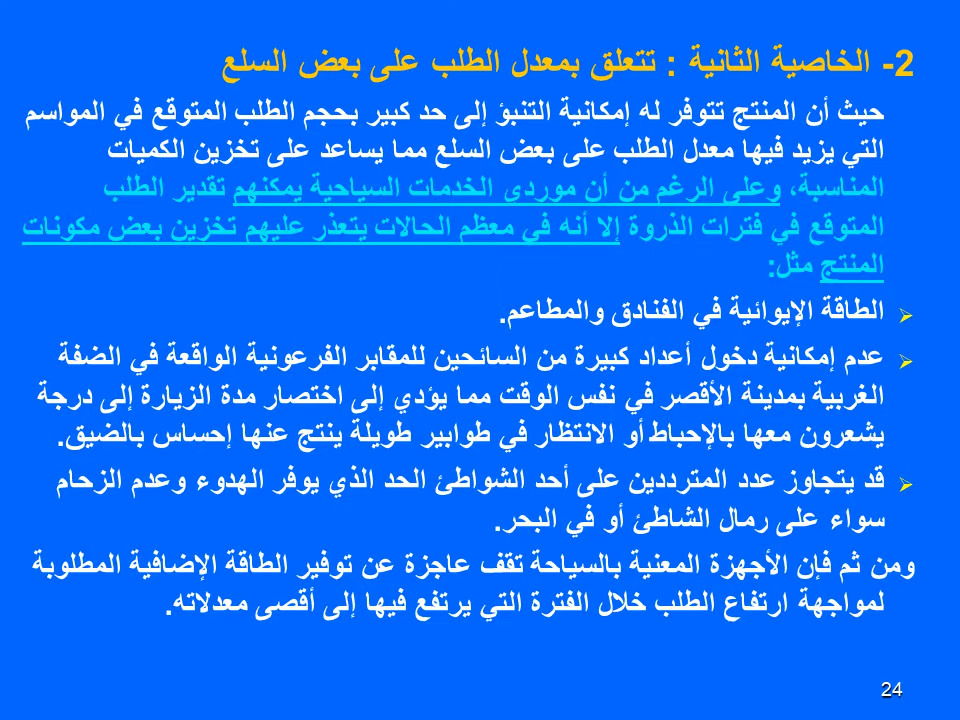 2- الخاصية الثانية : تتعلق بمعدل الطلب على بعض السلع
حيث أن المنتج تتوفر له إمكانية التنبؤ إلى حد كبير بحجم الطلب المتوقع في المواسم
التي يزيد فيها معدل الطلب على بعض السلع مما يساعد على تخزين الكميات
المناسبة، وعلى الرغم من أن موردي الخدمات السياحية يمكنهم تقدير الطلب
المتوقع في فترات الذروة إلا أنه في معظم الحالات يتعذر عليهم تخزين بعض مكونات
المنتج مثل:
➢ الطاقة الإيوائية في الفنادق والمطاعم.
➢ عدم إمكانية دخول أعداد كبيرة من السائحين للمقابر الفرعونية الواقعة في الضفة
الغربية بمدينة الأقصر في نفس الوقت مما يؤدي إلى اختصار مدة الزيارة إلى درجة
يشعرون معها بالإحباط أو الانتظار في طوابير طويلة ينتج عنها إحساس بالضيق.
➢ قد يتجاوز عدد المترددين على أحد الشواطئ الحد الذي يوفر الهدوء وعدم الزحام
سواء على رمال الشاطئ أو في البحر.
ومن ثم فإن الأجهزة المعنية بالسياحة تقف عاجزة عن توفير الطاقة الإضافية المطلوبة
لمواجهة ارتفاع الطلب خلال الفترة التي يرتفع فيها إلى أقصى معدلاته.
24